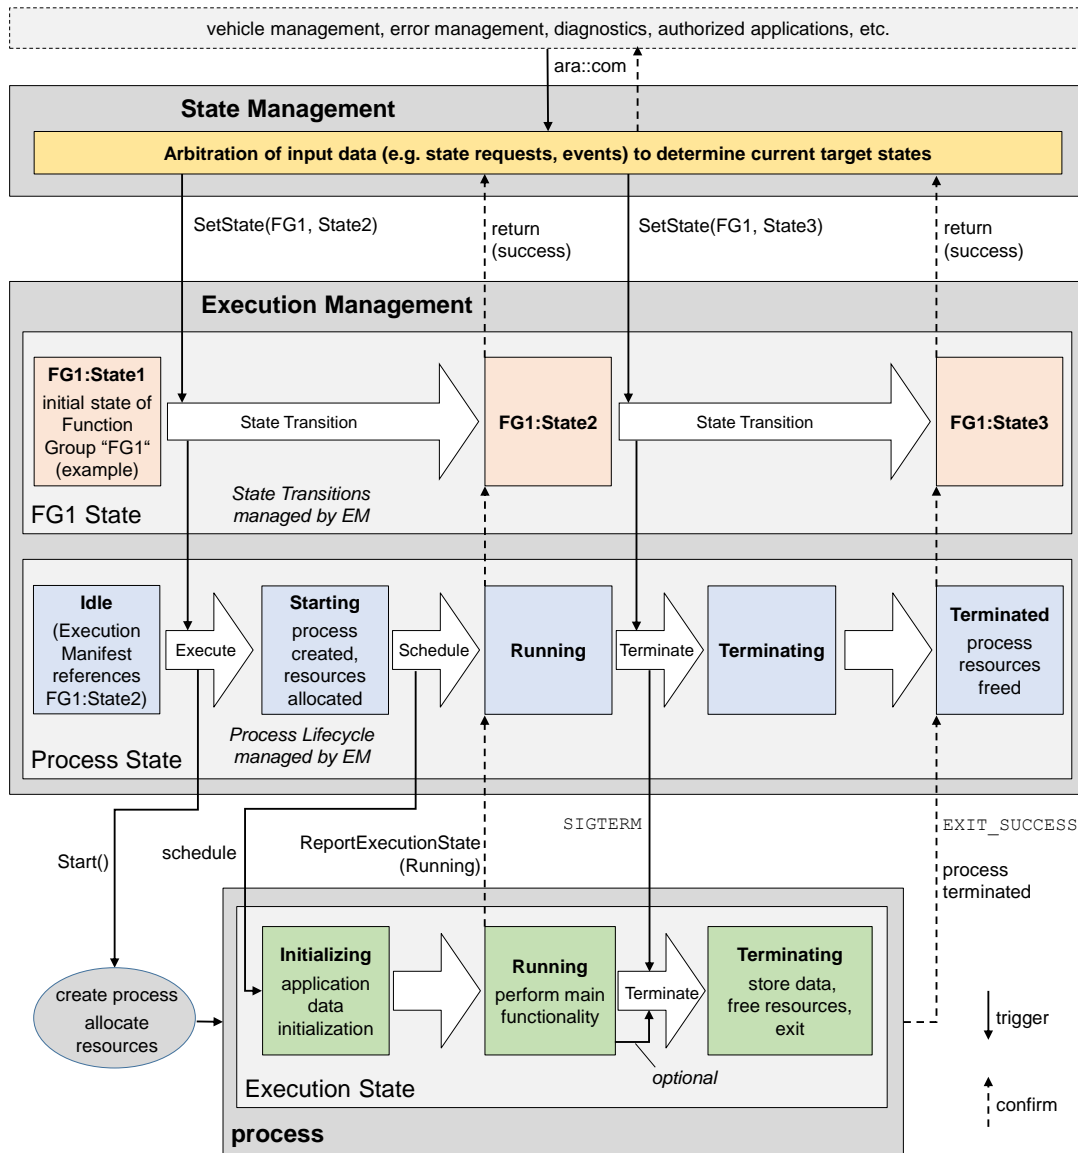 vehicle management, error management, diagnostics, authorized applications, etc.
ara::com
State Management
Arbitration of input data (e.g. state requests, events) to determine current target states
SetState(FG1, State2)
return
(success)
SetState(FG1, State3)
return
(success)
Execution Management
FG1:State1
initial state of
Function
Group “FG1“
(example)
State Transition
FG1:State2
State Transition
FG1:State3
State Transitions
managed by EM
FG1 State
Idle
(Execution
Manifest
references
FG1:State2)
Execute
Starting
process
created,
resources
allocated
Schedule
Running
Terminate
Terminating
Terminated
process
resources
freed
Process Lifecycle
managed by EM
Process State
Start()
schedule
ReportExecutionState
(Running)
SIGTERM
EXIT_SUCCESS
process
terminated
create process
allocate
resources
Initializing
application
data
initialization
Running
perform main
functionality
Terminate
Terminating
store data,
free resources,
exit
optional
Execution State
process
trigger
confirm